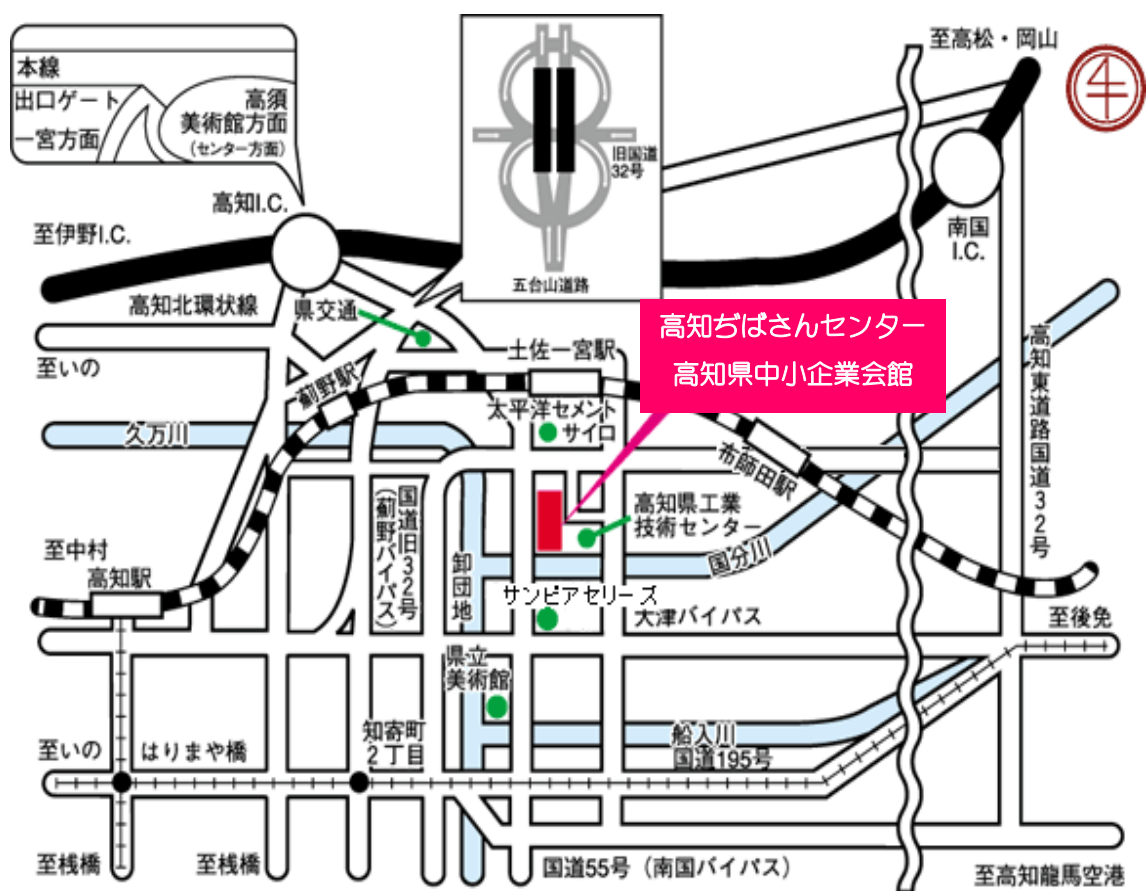 本線
出口ゲート
一宮方面
高須
美術館方面
(センター方面)
旧国道
32号
五台山道路
至高松・岡山
高知I.C.
至伊野I.C.
南国
I.C.
高知北環状線
県交通
至いの
高知ぢばさんセンター
高知県中小企業会館
土佐一宮駅
薊野駅
太平洋セメント
サイロ
久万川
布師田駅
高知東道路国道32号
高知県工業
技術センター
国道旧32号
(薊野バイパス)
卸団地
国分川
至中村
高知駅
サンピアセリーズ
大津バイパス
至後免
県立
美術館
知寄町
2丁目
船入川
国道195号
至いの
はりまや橋
至桟橋
至桟橋
国道55号(南国バイパス)
至高知龍馬空港